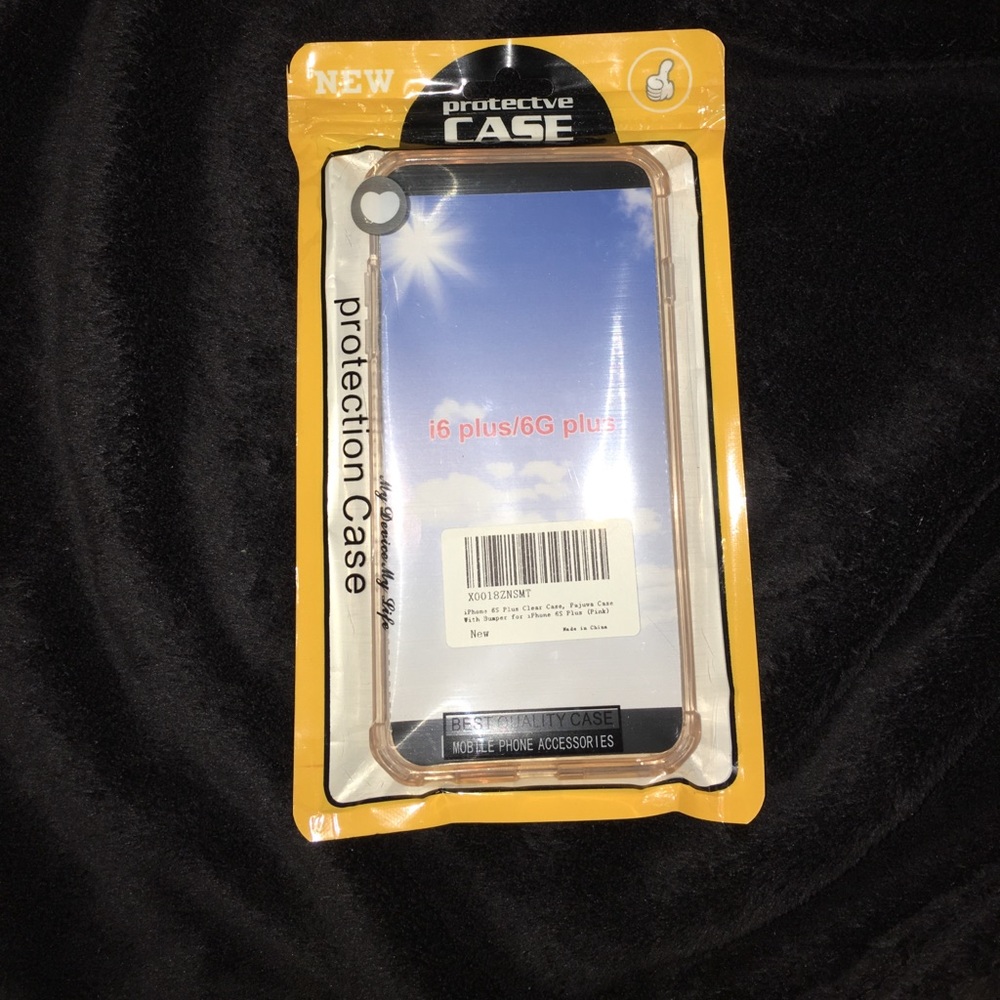 NEW
protectve
CASE
protection Case
My Device My Life
i6 plus/6G plus
X0018ZNSMT
iPhone 6S Plus Clear Case, Pajuwa Case
With Bumper for iPhone 6S Plus (Pink)
New
Made in China
BEST QUALITY CASE
MOBILE PHONE ACCESSORIES